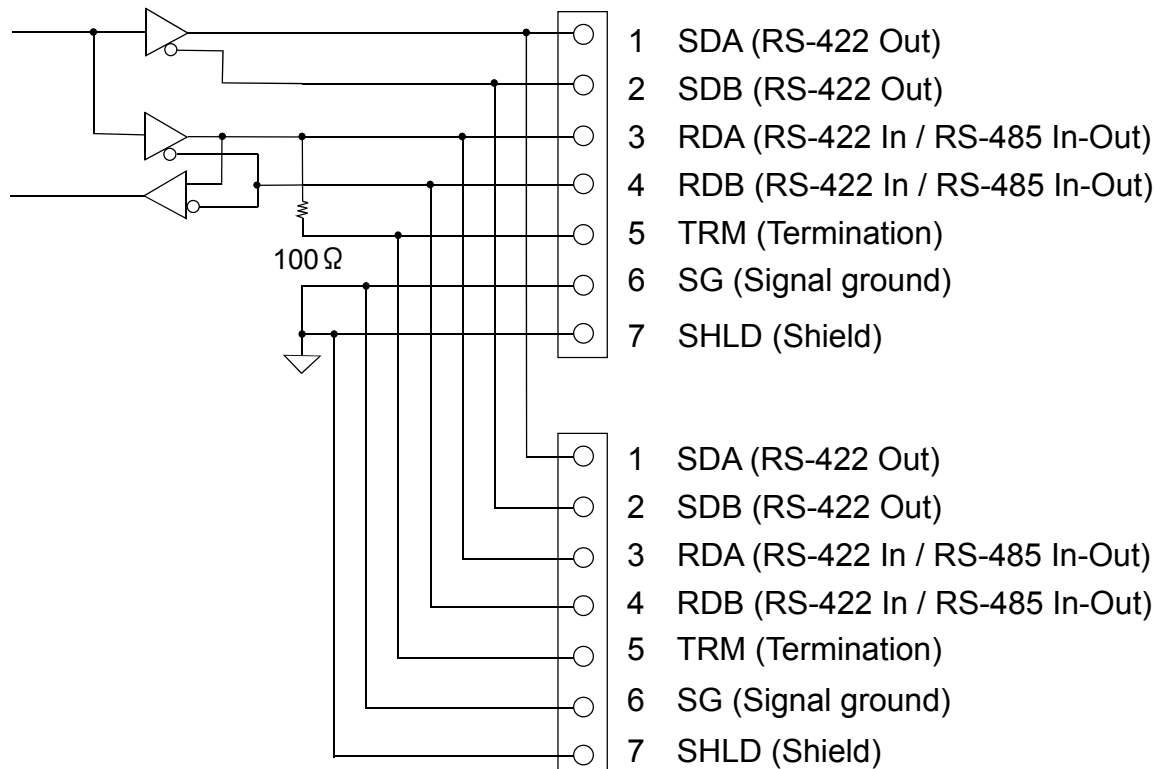 1 SDA (RS-422 Out)
2 SDB (RS-422 Out)
3 RDA (RS-422 In / RS-485 In-Out)
4 RDB (RS-422 In / RS-485 In-Out)
5 TRM (Termination)
100 Ω
6 SG (Signal ground)
7 SHLD (Shield)
1 SDA (RS-422 Out)
2 SDB (RS-422 Out)
3 RDA (RS-422 In / RS-485 In-Out)
4 RDB (RS-422 In / RS-485 In-Out)
5 TRM (Termination)
6 SG (Signal ground)
7 SHLD (Shield)